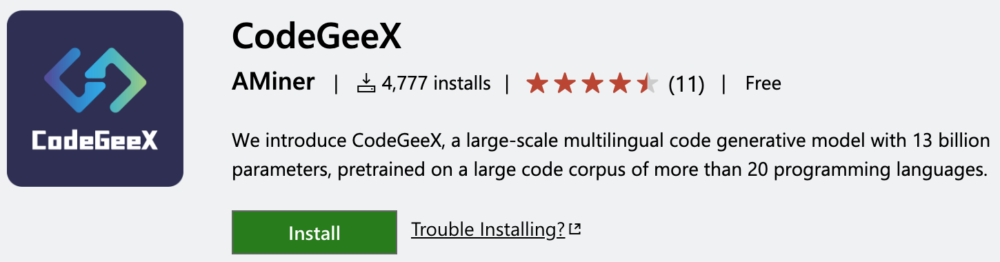 CodeGeeX
CodeGeeX
AMiner | 4,777 installs | (11) | Free
We introduce CodeGeeX, a large-scale multilingual code generative model with 13 billion
parameters, pretrained on a large code corpus of more than 20 programming languages.
Install Trouble Installing?